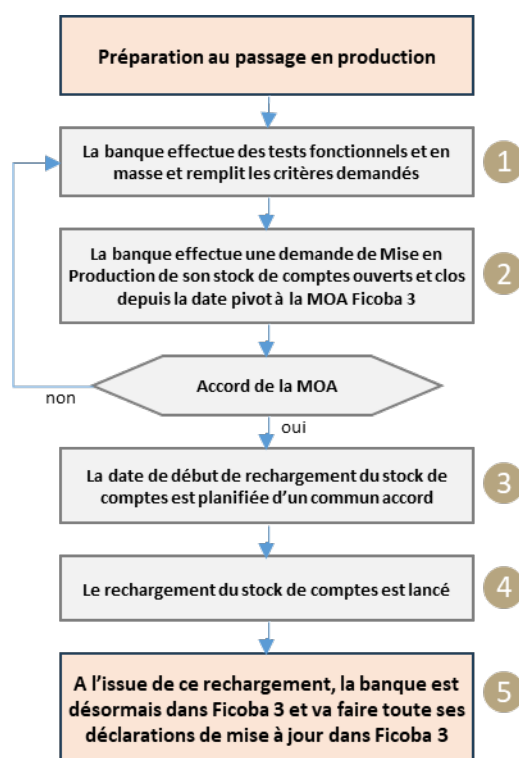 Préparation au passage en production
La banque effectue des tests fonctionnels et en
masse et remplit les critères demandés
1
La banque effectue une demande de Mise en
Production de son stock de comptes ouverts et clos
depuis la date pivot à la MOA Ficoba 3
2
Accord de la MOA
non
oui
La date de début de rechargement du stock de
comptes est planifiée d'un commun accord
3
Le rechargement du stock de comptes est lancé
4
A l'issue de ce rechargement, la banque est
désormais dans Ficoba 3 et va faire toute ses
déclarations de mise à jour dans Ficoba 3
5